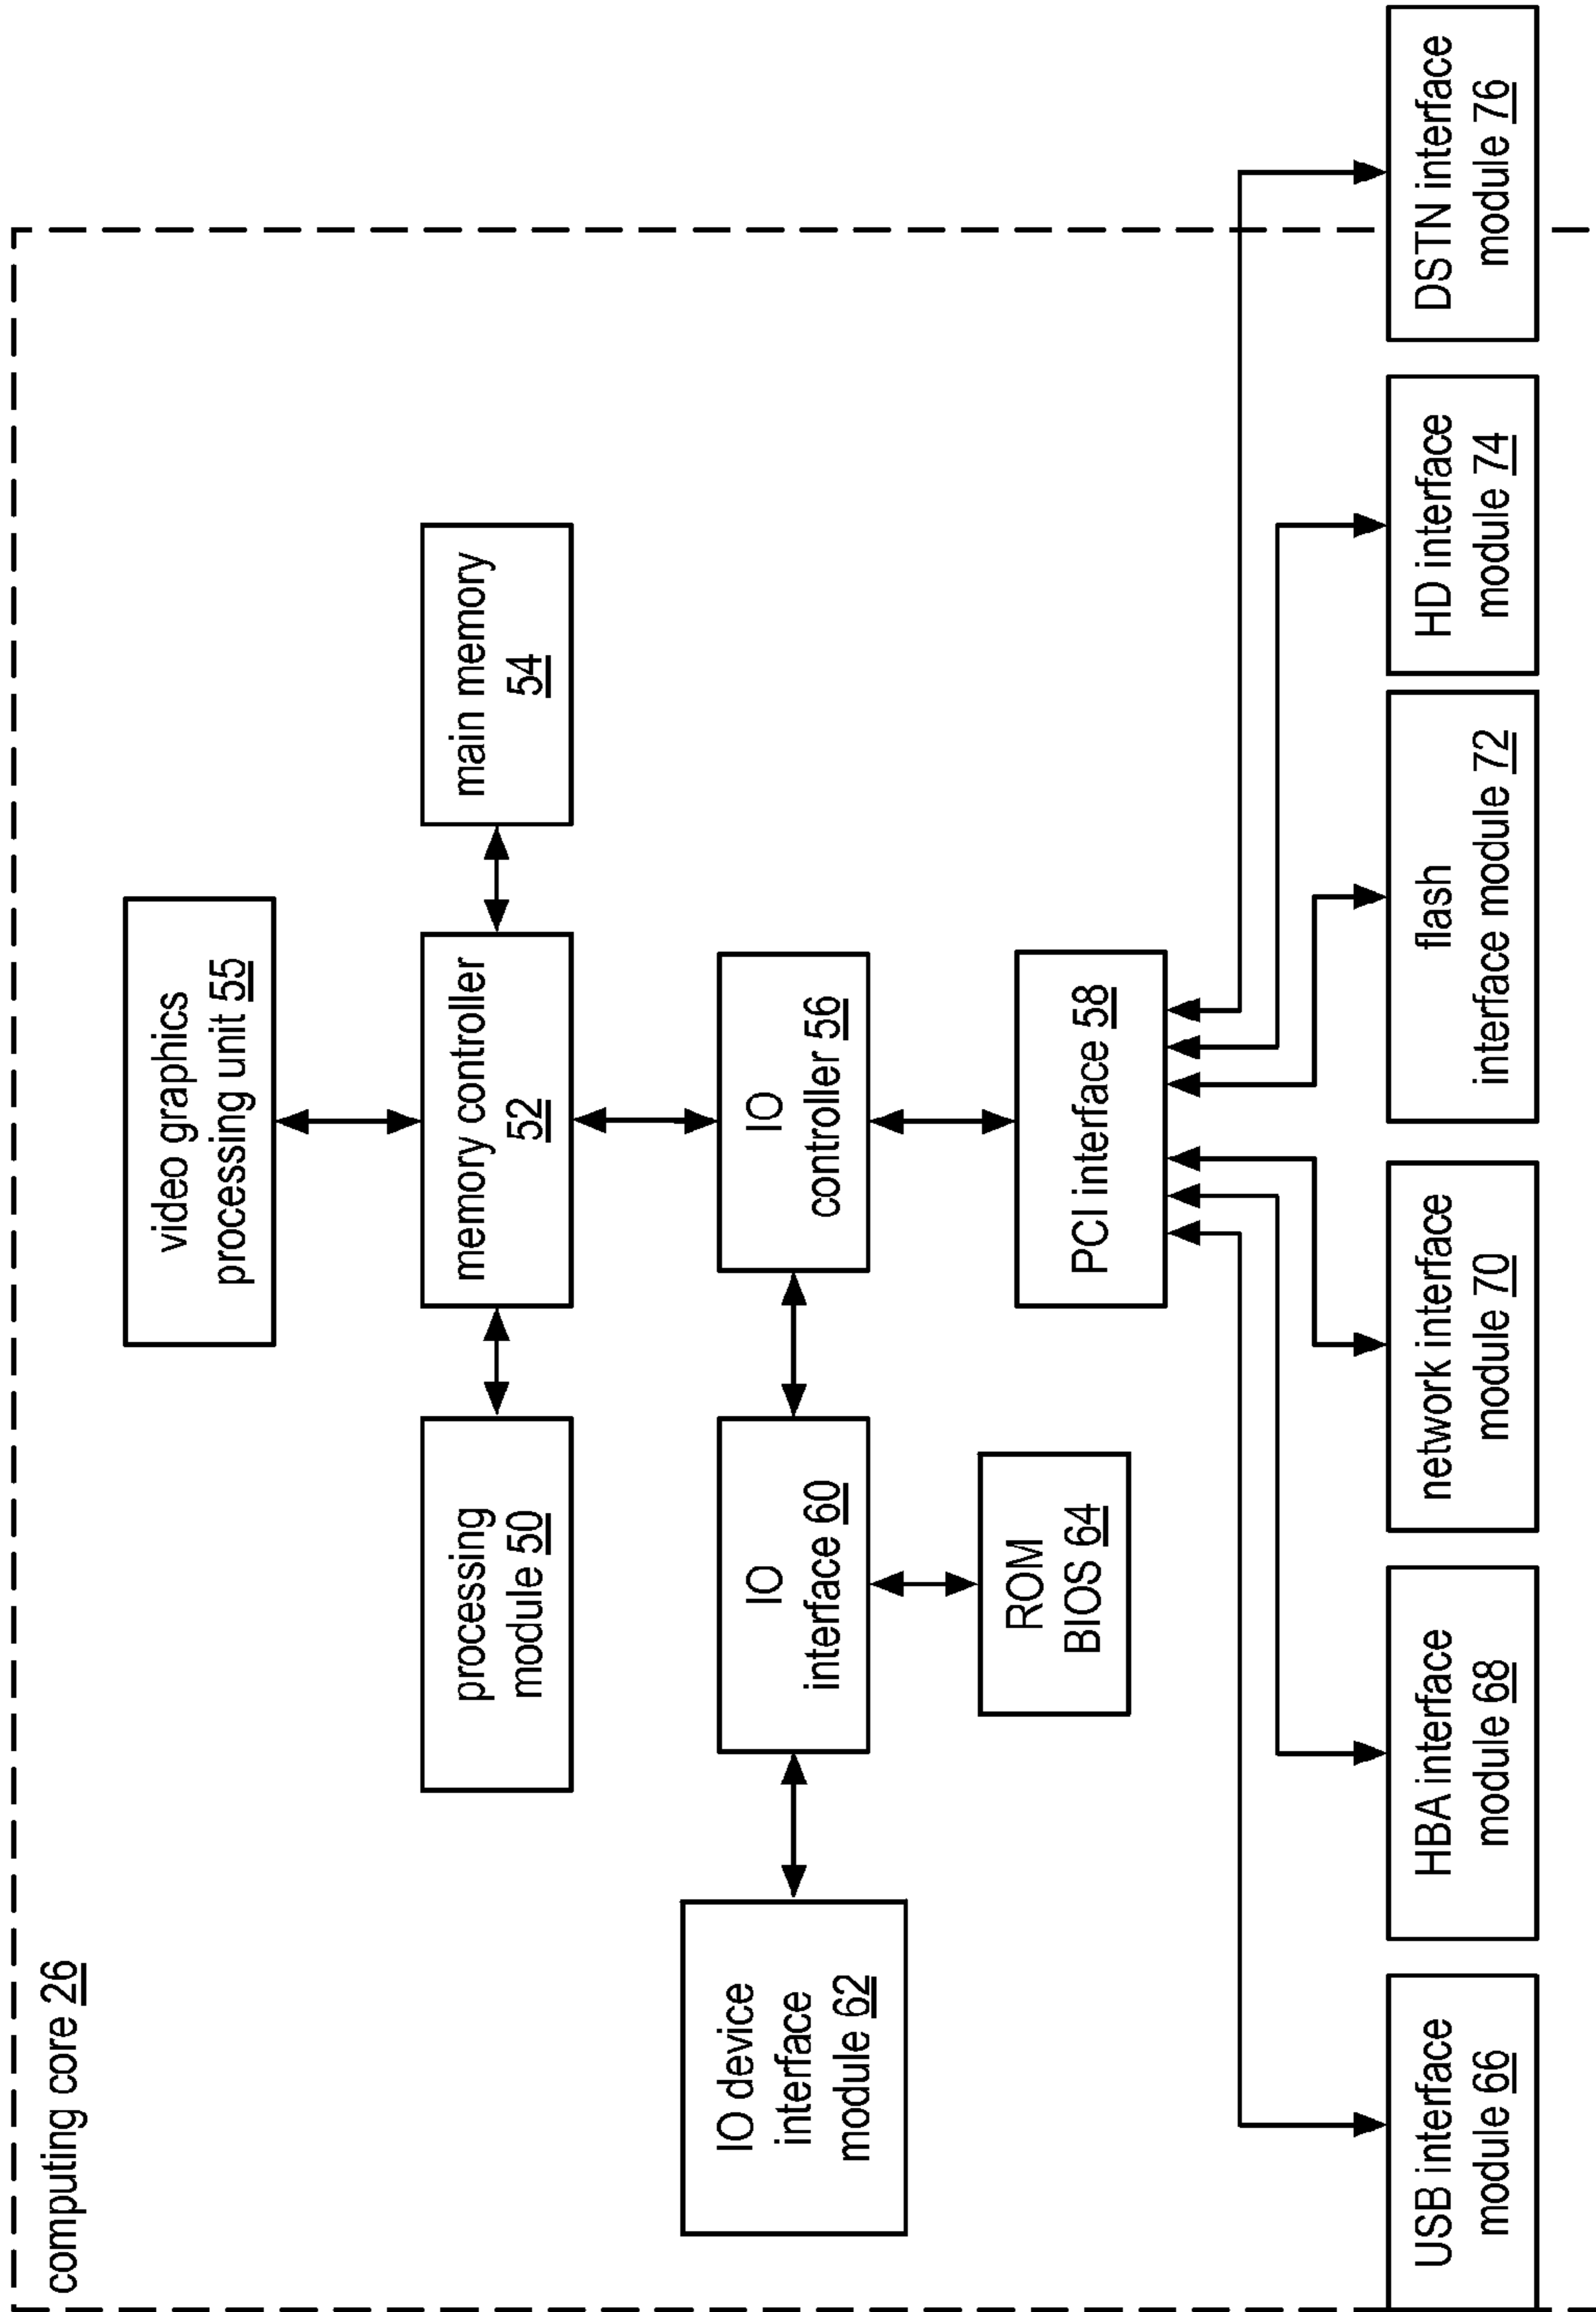 computing core 26
video graphics
processing unit 55
processing
module 50
memory controller
52
main memory
54
IO device
interface
module 62
IO
interface 60
IO
controller 56
ROM
BIOS 64
PCI interface 58
USB interface
module 66
HBA interface
module 68
network interface
module 70
flash
interface module 72
HD interface
module 74
DSTN interface
module 76